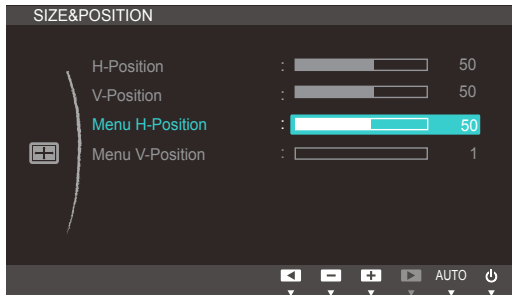 SIZE&POSITION
H-Position : 50
V-Position : 50
Menu H-Position : 50
Menu V-Position : 1
AUTO